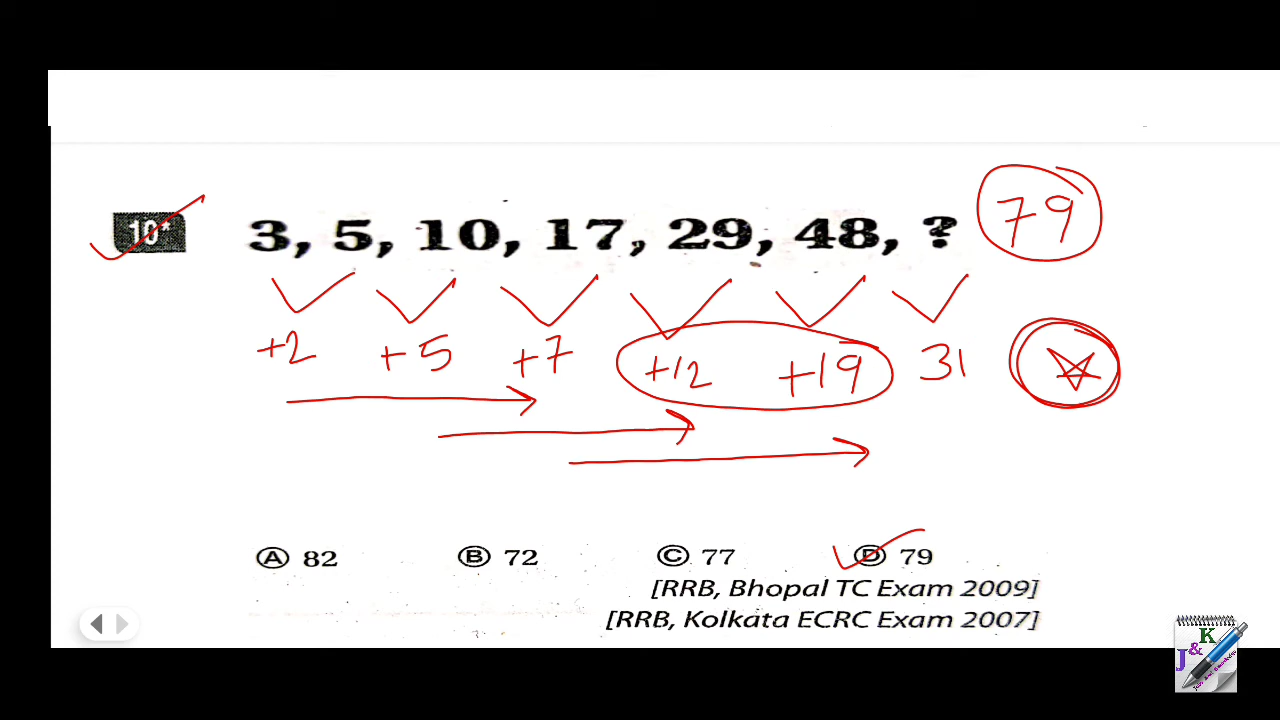 10* 3, 5, 10, 17, 29, 48, ? 79
+2 +5 +7 +12 +19 31
A 82 B 72 C 77 D 79
[RRB, Bhopal TC Exam 2009]
[RRB, Kolkata ECRC Exam 2007]
J&K